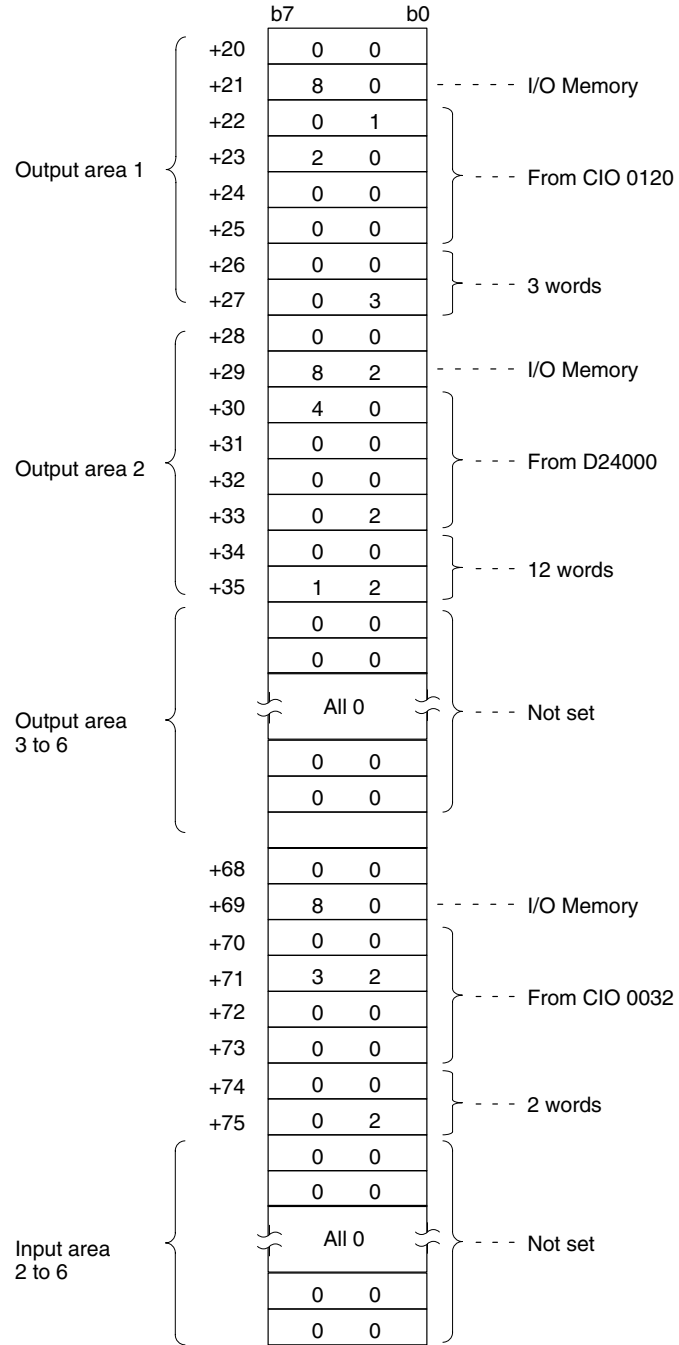 b7 b0
+20 0 0
+21 8 0 I/O Memory
+22 0 1
Output area 1 +23 2 0 From CIO 0120
+24 0 0
+25 0 0
+26 0 0
+27 0 3 3 words
+28 0 0
+29 8 2 I/O Memory
+30 4 0
+31 0 0
Output area 2 +32 0 0 From D24000
+33 0 2
+34 0 0
+35 1 2 12 words
0 0
0 0
Output area All 0 Not set
3 to 6
0 0
0 0
+68 0 0
+69 8 0 I/O Memory
+70 0 0
+71 3 2
+72 0 0 From CIO 0032
+73 0 0
+74 0 0
+75 0 2 2 words
0 0
0 0
Input area All 0 Not set
2 to 6
0 0
0 0